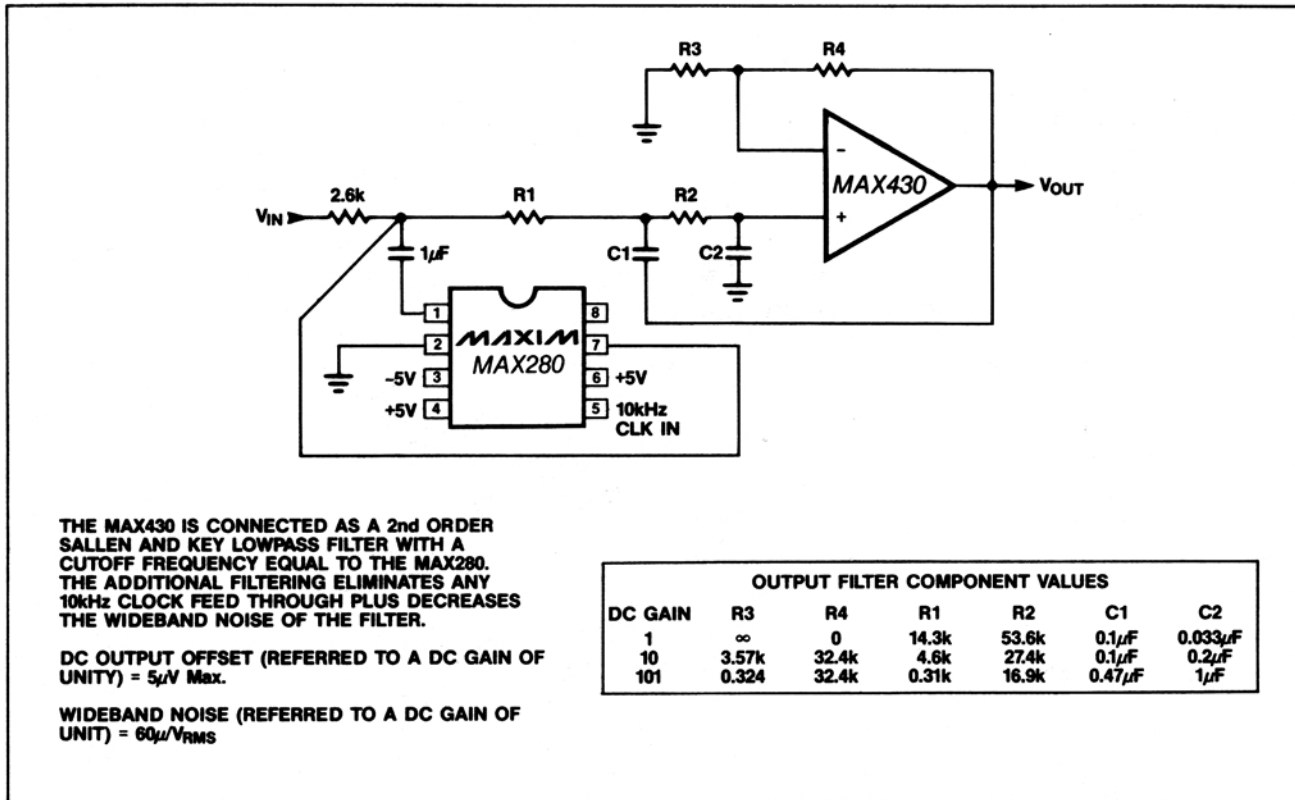 R3
R4
MAX430
−
+
VOUT
VIN
2.6k
R1
R2
1µF
C1
C2
1
8
2
MAXIM
7
MAX280
−5V
3
6
+5V
+5V
4
5
10kHz
CLK IN
THE MAX430 IS CONNECTED AS A 2nd ORDER
SALLEN AND KEY LOWPASS FILTER WITH A
CUTOFF FREQUENCY EQUAL TO THE MAX280.
THE ADDITIONAL FILTERING ELIMINATES ANY
10kHz CLOCK FEED THROUGH PLUS DECREASES
THE WIDEBAND NOISE OF THE FILTER.
DC OUTPUT OFFSET (REFERRED TO A DC GAIN OF
UNITY) = 5µV Max.
WIDEBAND NOISE (REFERRED TO A DC GAIN OF
UNIT) = 60µ/VRMS
OUTPUT FILTER COMPONENT VALUES
DC GAIN R3 R4 R1 R2 C1 C2
1 ∞ 0 14.3k 53.6k 0.1µF 0.033µF
10 3.57k 32.4k 4.6k 27.4k 0.1µF 0.2µF
101 0.324 32.4k 0.31k 16.9k 0.47µF 1µF